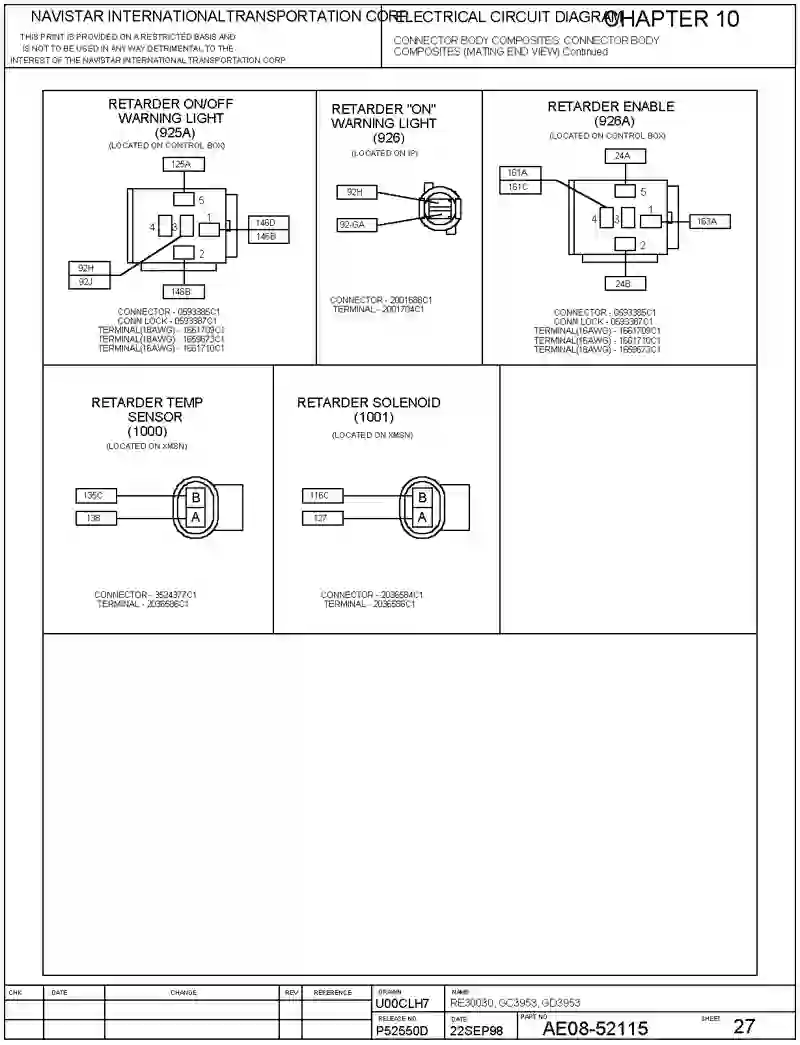 NAVISTAR INTERNATIONAL TRANSPORTATION CORP.
THIS PRINT IS PROVIDED ON A RESTRICTED BASIS AND
IS NOT TO BE USED IN ANY WAY DETRIMENTAL TO THE
INTEREST OF THE NAVISTAR INTERNATIONAL TRANSPORTATION CORP
ELECTRICAL CIRCUIT DIAGRAM
CHAPTER 10
CONNECTOR BODY COMPOSITES: CONNECTOR BODY
COMPOSITES (MATING END VIEW) Continued
RETARDER ON/OFF
WARNING LIGHT
(925A)
(LOCATED ON CONTROL BOX)
125A
5
4
3
1
2
146D
146B
92H
92J
146B
CONNECTOR - 0593385C1
CONN LOCK - 0593387C1
TERMINAL(18AWG) - 1661709C1
TERMINAL(18AWG) - 1659673C1
TERMINAL(16AWG) - 1661710C1
RETARDER "ON"
WARNING LIGHT
(926)
(LOCATED ON IP)
92H
92-GA
CONNECTOR - 2001686C1
TERMINAL - 2001704C1
RETARDER ENABLE
(926A)
(LOCATED ON CONTROL BOX)
24A
161A
161C
5
4
3
1
2
163A
24B
CONNECTOR - 0593385C1
CONN LOCK - 0593387C1
TERMINAL(16AWG) - 1661709C1
TERMINAL(16AWG) - 1661710C1
TERMINAL(16AWG) - 1659673C1
RETARDER TEMP
SENSOR
(1000)
(LOCATED ON XMSN)
135C
B
138
A
CONNECTOR - 3534377C1
TERMINAL - 2036586C1
RETARDER SOLENOID
(1001)
(LOCATED ON XMSN)
116C
B
137
A
CONNECTOR - 2036584C1
TERMINAL - 2036586C1
CHK
DATE
CHANGE
REV
REFERENCE
DRAWN
U00CLH7
NAME
RE30030, GC3953, GD3953
RELEASE NO.
P52550D
DATE
22SEP98
PART NO.
AE08-52115
SHEET
27